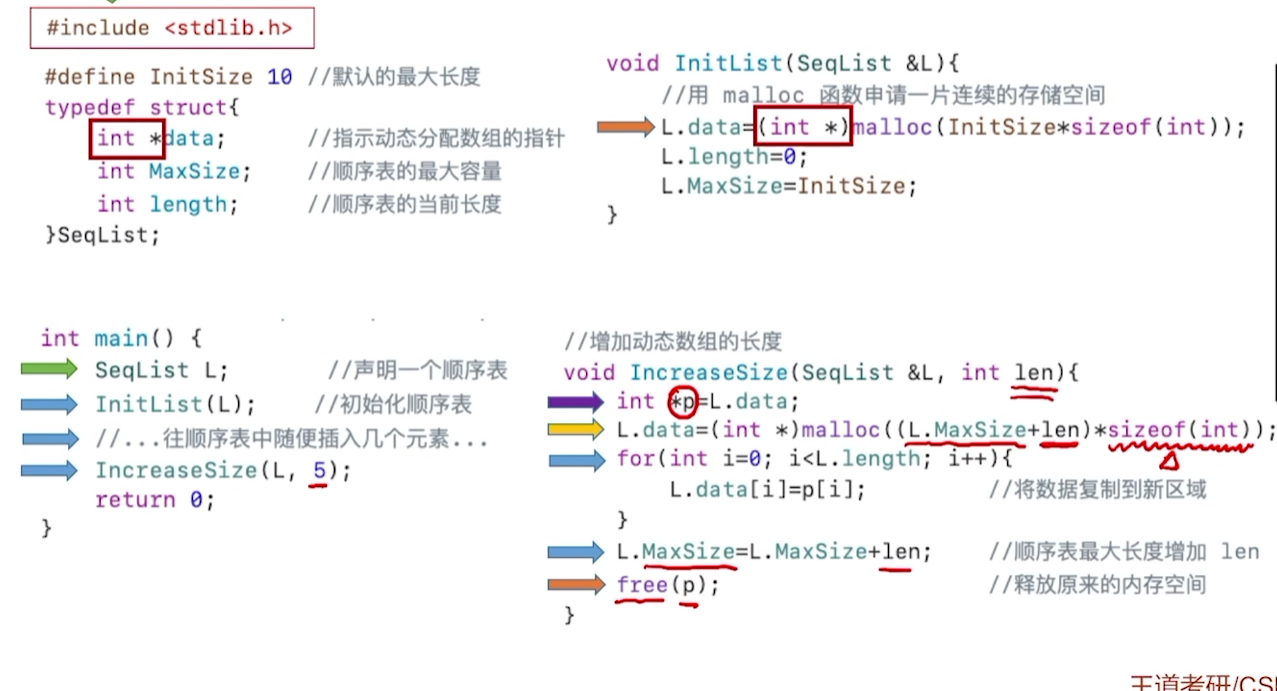 #include <stdlib.h>
#define InitSize 10 //默认的最大长度
typedef struct{
int *data; //指示动态分配数组的指针
int MaxSize; //顺序表的最大容量
int length; //顺序表的当前长度
}SeqList;
void InitList(SeqList &L){
//用 malloc 函数申请一片连续的存储空间
L.data=(int *)malloc(InitSize*sizeof(int));
L.length=0;
L.MaxSize=InitSize;
}
int main() {
SeqList L; //声明一个顺序表
InitList(L); //初始化顺序表
//...往顺序表中随便插入几个元素...
IncreaseSize(L, 5);
return 0;
}
//增加动态数组的长度
void IncreaseSize(SeqList &L, int len){
int *p=L.data;
L.data=(int *)malloc((L.MaxSize+len)*sizeof(int));
for(int i=0; i<L.length; i++){
L.data[i]=p[i]; //将数据复制到新区域
}
L.MaxSize=L.MaxSize+len; //顺序表最大长度增加 len
free(p); //释放原来的内存空间
}
王道考研/CS